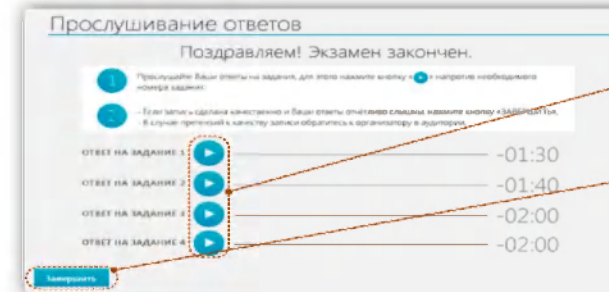 Прослушивание ответов
Поздравляем! Экзамен закончен.
1 Прослушайте Ваши ответы на задания, для этого нажмите кнопку « » напротив необходимого
номера задания.
2 - Если запись сделана качественно и Ваши ответы отчётливо слышны, нажмите кнопку «ЗАВЕРШИТЬ».
- В случае претензий к качеству записи обратитесь к организатору в аудитории.
ОТВЕТ НА ЗАДАНИЕ 1 -01:30
ОТВЕТ НА ЗАДАНИЕ 2 -01:40
ОТВЕТ НА ЗАДАНИЕ 3 -02:00
ОТВЕТ НА ЗАДАНИЕ 4 -02:00
Завершить